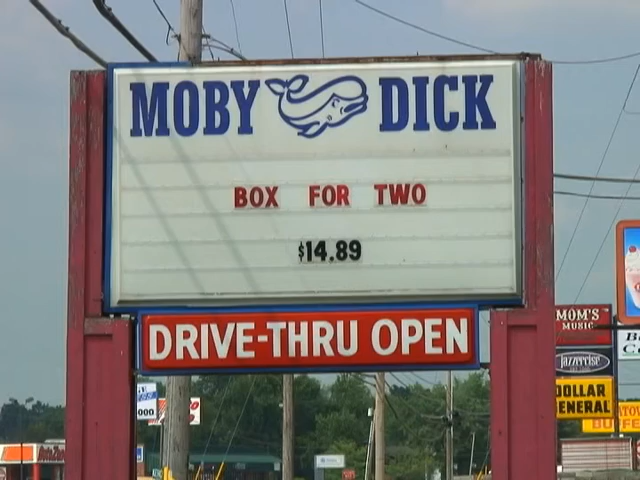 MOBY DICK
BOX FOR TWO
$14.89
DRIVE-THRU OPEN
MOM'S
MUSIC
Jazzercise
DOLLAR
GENERAL